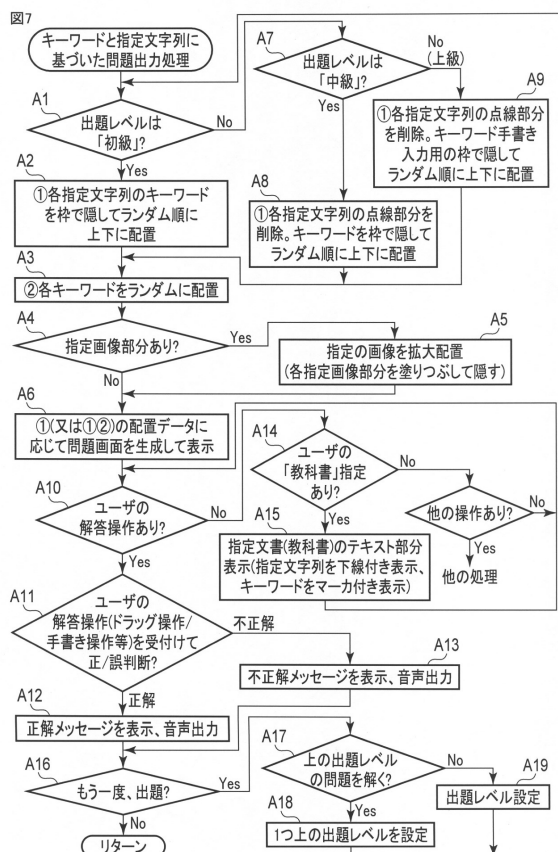 図7
キーワードと指定文字列に
基づいた問題出力処理
A1
出題レベルは
「初級」?
No
Yes
A2
①各指定文字列のキーワード
を枠で隠してランダム順に
上下に配置
A3
②各キーワードをランダムに配置
A4
指定画像部分あり?
Yes
No
A5
指定の画像を拡大配置
(各指定画像部分を塗りつぶして隠す)
A6
①(又は①②)の配置データに
応じて問題画面を生成して表示
A7
出題レベルは
「中級」?
No
(上級)
Yes
A8
①各指定文字列の点線部分を
削除。キーワードを枠で隠して
ランダム順に上下に配置
A9
①各指定文字列の点線部分
を削除。キーワード手書き
入力用の枠で隠して
ランダム順に上下に配置
A10
ユーザの
解答操作あり?
No
Yes
A14
ユーザの
「教科書」指定
あり?
No
Yes
他の操作あり?
No
Yes
他の処理
A15
指定文書(教科書)のテキスト部分
表示(指定文字列を下線付き表示、
キーワードをマーカ付き表示)
A11
ユーザの
解答操作(ドラッグ操作/
手書き操作等)を受付けて
正/誤判断?
不正解
正解
A13
不正解メッセージを表示、音声出力
A12
正解メッセージを表示、音声出力
A16
もう一度、出題?
Yes
No
リターン
A17
上の出題レベル
の問題を解く?
No
Yes
A18
1つ上の出題レベルを設定
A19
出題レベル設定